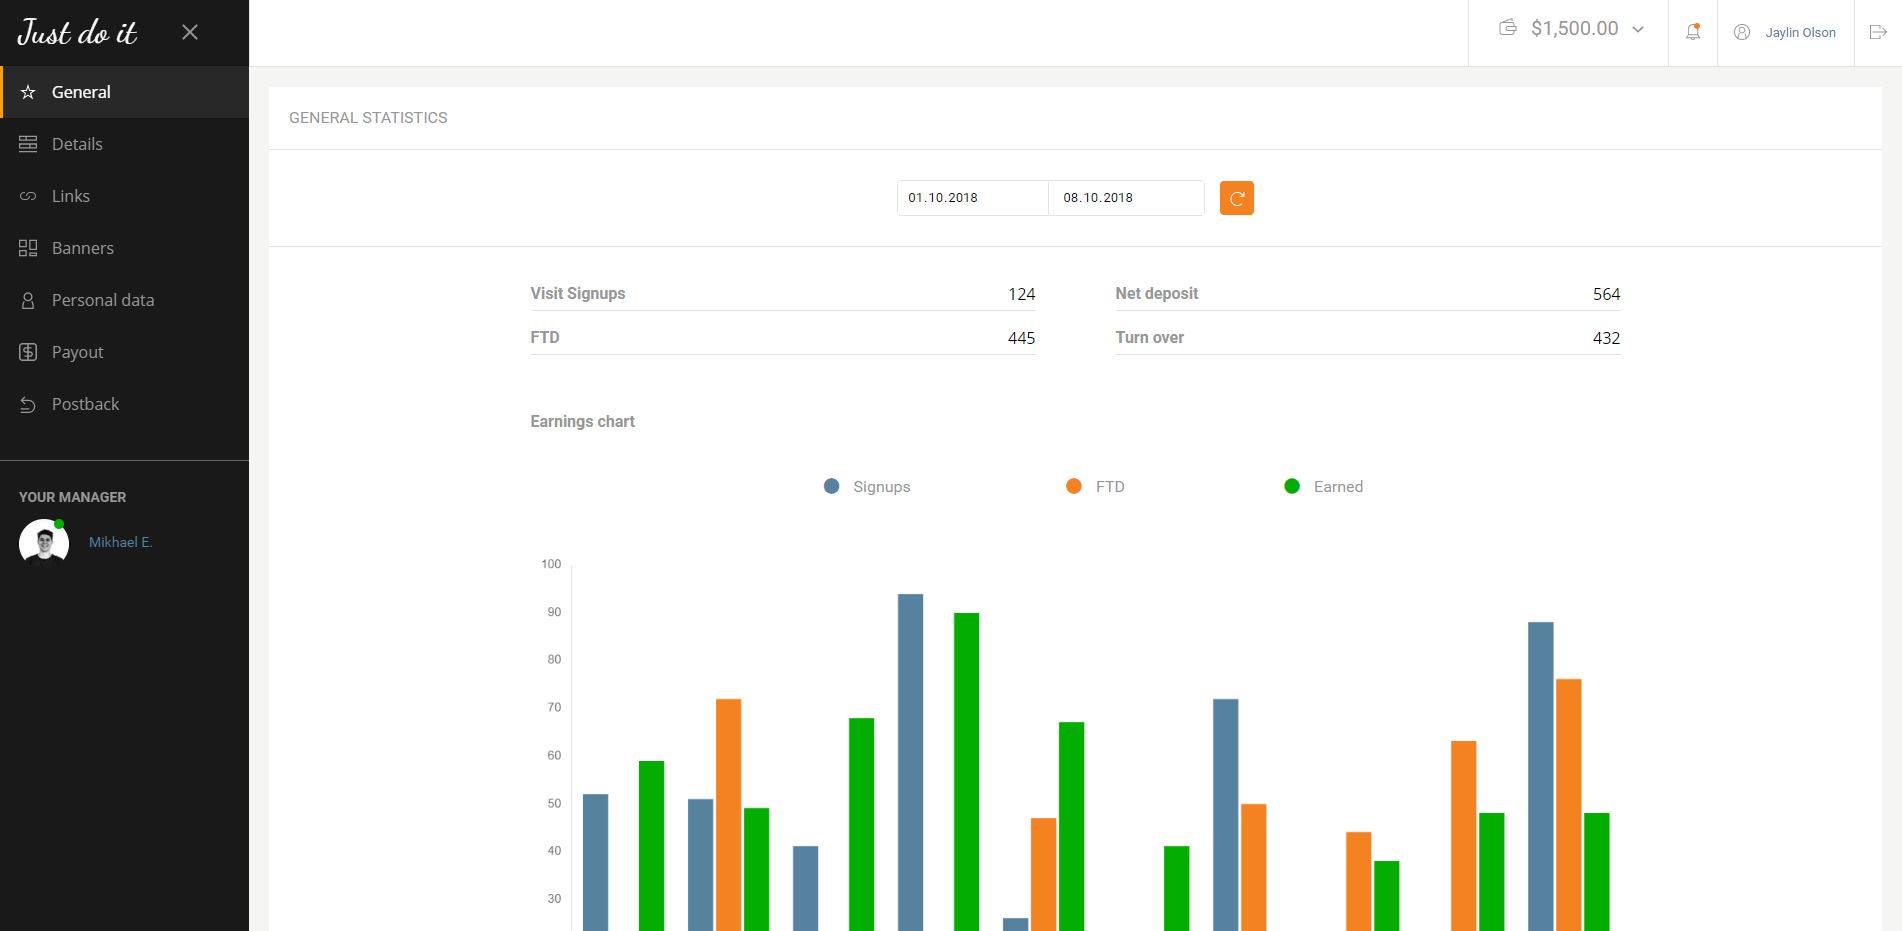 Just do it
$1,500.00
Jaylin Olson
General
Details
Links
Banners
Personal data
Payout
Postback
YOUR MANAGER
Mikhael E.
GENERAL STATISTICS
01.10.2018 08.10.2018
Visit Signups 124 Net deposit 564
FTD 445 Turn over 432
Earnings chart
Signups FTD Earned
100
90
80
70
60
50
40
30